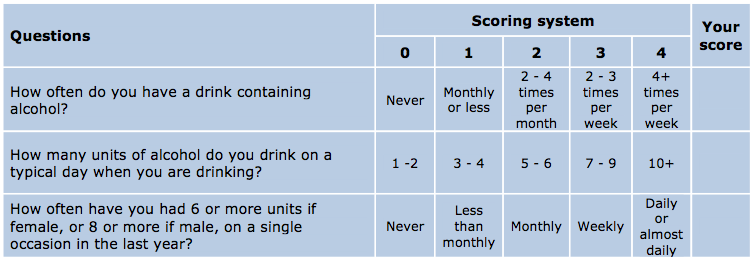 Questions
Scoring system
Your
score
0
1
2
3
4
How often do you have a drink containing
alcohol?
Never
Monthly
or less
2 - 4
times
per
month
2 - 3
times
per
week
4+
times
per
week
How many units of alcohol do you drink on a
typical day when you are drinking?
1 -2
3 - 4
5 - 6
7 - 9
10+
How often have you had 6 or more units if
female, or 8 or more if male, on a single
occasion in the last year?
Never
Less
than
monthly
Monthly
Weekly
Daily
or
almost
daily